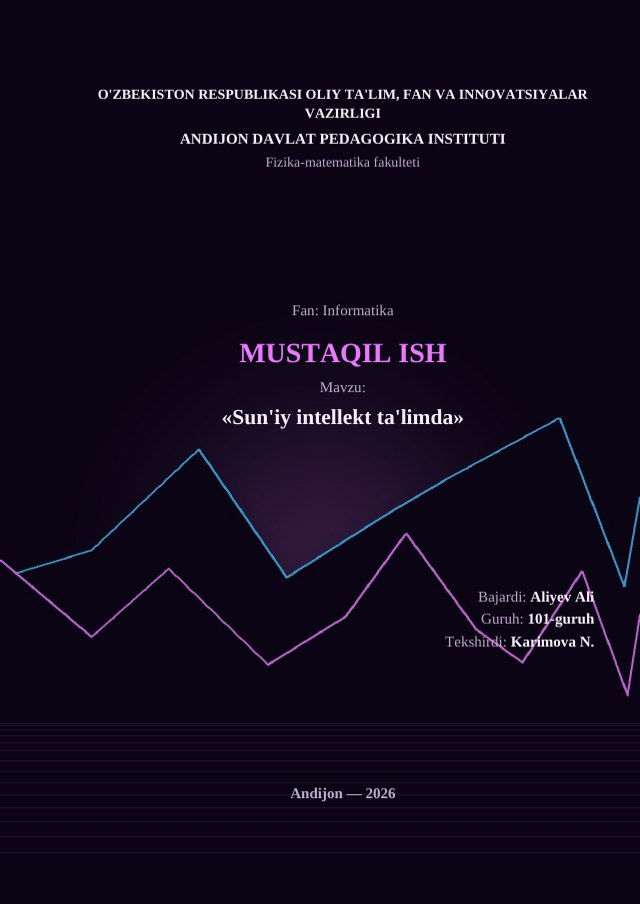 O'ZBEKISTON RESPUBLIKASI OLIY TA'LIM, FAN VA INNOVATSIYALAR
VAZIRLIGI
ANDIJON DAVLAT PEDAGOGIKA INSTITUTI
Fizika-matematika fakulteti
Fan: Informatika
MUSTAQIL ISH
Mavzu:
«Sun'iy intellekt ta'limda»
Bajardi: Aliyev Ali
Guruh: 101-guruh
Tekshirdi: Karimova N.
Andijon — 2026